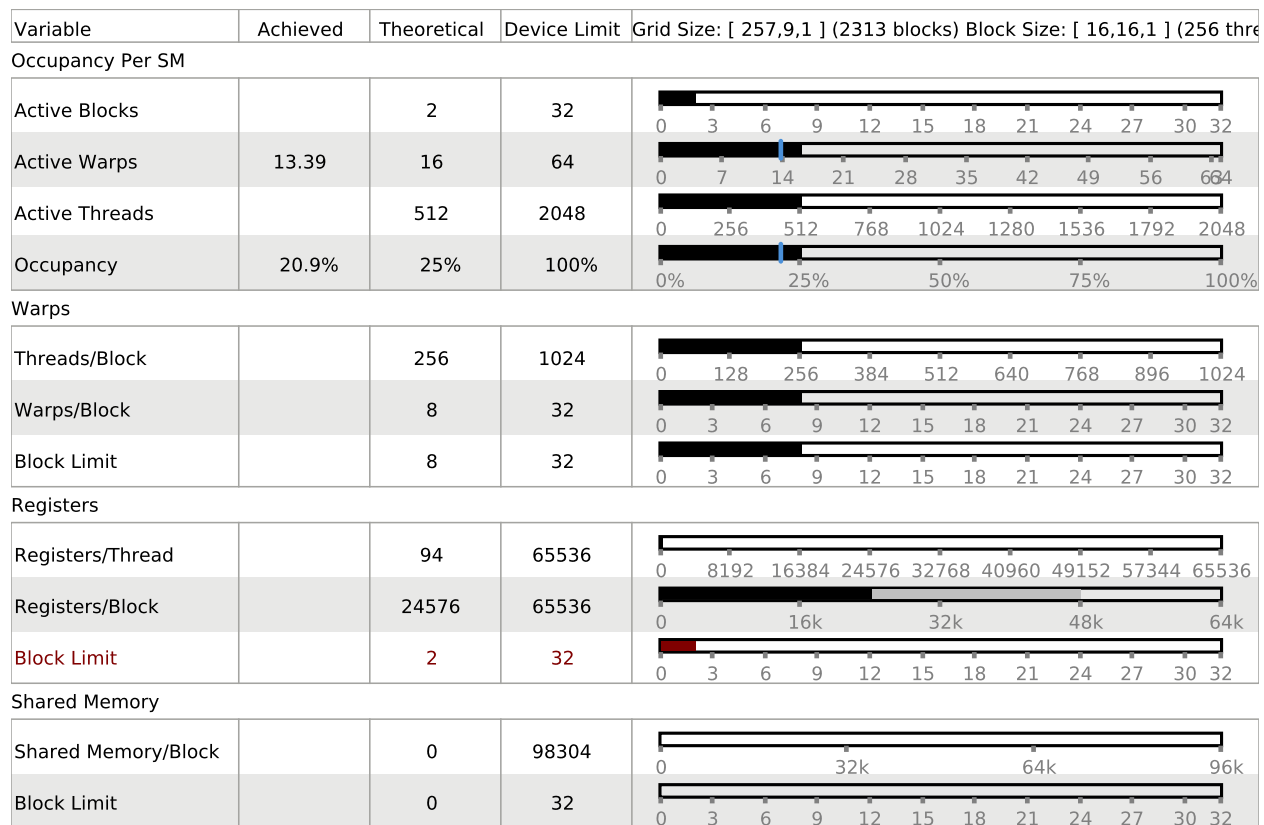 Variable Achieved Theoretical Device Limit Grid Size: [ 257,9,1 ] (2313 blocks) Block Size: [ 16,16,1 ] (256 thre
Occupancy Per SM
Active Blocks 2 32
0 3 6 9 12 15 18 21 24 27 30 32
Active Warps 13.39 16 64
0 7 14 21 28 35 42 49 56 63 64
Active Threads 512 2048
0 256 512 768 1024 1280 1536 1792 2048
Occupancy 20.9% 25% 100%
0% 25% 50% 75% 100%
Warps
Threads/Block 256 1024
0 128 256 384 512 640 768 896 1024
Warps/Block 8 32
0 3 6 9 12 15 18 21 24 27 30 32
Block Limit 8 32
0 3 6 9 12 15 18 21 24 27 30 32
Registers
Registers/Thread 94 65536
0 8192 16384 24576 32768 40960 49152 57344 65536
Registers/Block 24576 65536
0 16k 32k 48k 64k
Block Limit 2 32
0 3 6 9 12 15 18 21 24 27 30 32
Shared Memory
Shared Memory/Block 0 98304
0 32k 64k 96k
Block Limit 0 32
0 3 6 9 12 15 18 21 24 27 30 32